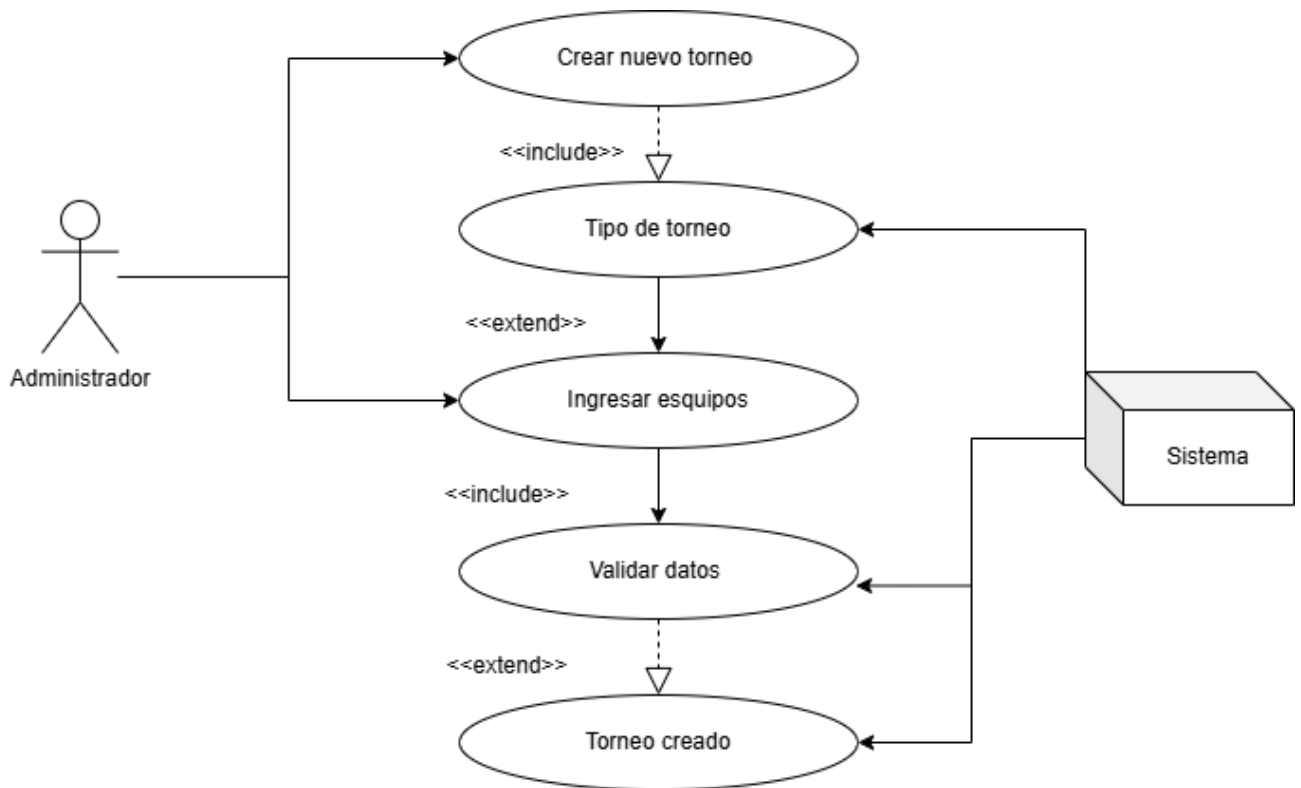 Crear nuevo torneo
<<include>>
Tipo de torneo
<<extend>>
Administrador
Ingresar esquipos
Sistema
<<include>>
Validar datos
<<extend>>
Torneo creado